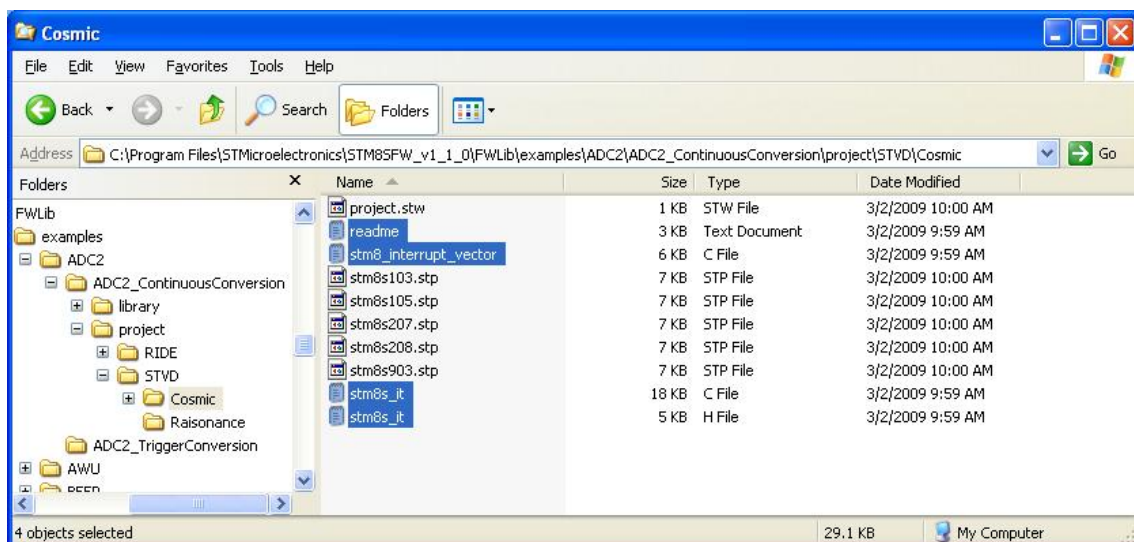 Cosmic
File Edit View Favorites Tools Help
Back Search Folders
Address C:\Program Files\STMicroelectronics\STM8SFW_v1_1_0\FWLib\examples\ADC2\ADC2_ContinuousConversion\project\STVD\Cosmic Go
Folders Name Size Type Date Modified
FWLib
examples
ADC2
ADC2_ContinuousConversion
library
project
RIDE
STVD
Cosmic
Raisonance
ADC2_TriggerConversion
AWU
BEEP
project.stw 1 KB STW File 3/2/2009 10:00 AM
readme 3 KB Text Document 3/2/2009 9:59 AM
stm8_interrupt_vector 6 KB C File 3/2/2009 9:59 AM
stm8s103.stp 7 KB STP File 3/2/2009 10:00 AM
stm8s105.stp 7 KB STP File 3/2/2009 10:00 AM
stm8s207.stp 7 KB STP File 3/2/2009 10:00 AM
stm8s208.stp 7 KB STP File 3/2/2009 10:00 AM
stm8s903.stp 7 KB STP File 3/2/2009 10:00 AM
stm8s_it 18 KB C File 3/2/2009 9:59 AM
stm8s_it 5 KB H File 3/2/2009 9:59 AM
4 objects selected 29.1 KB My Computer